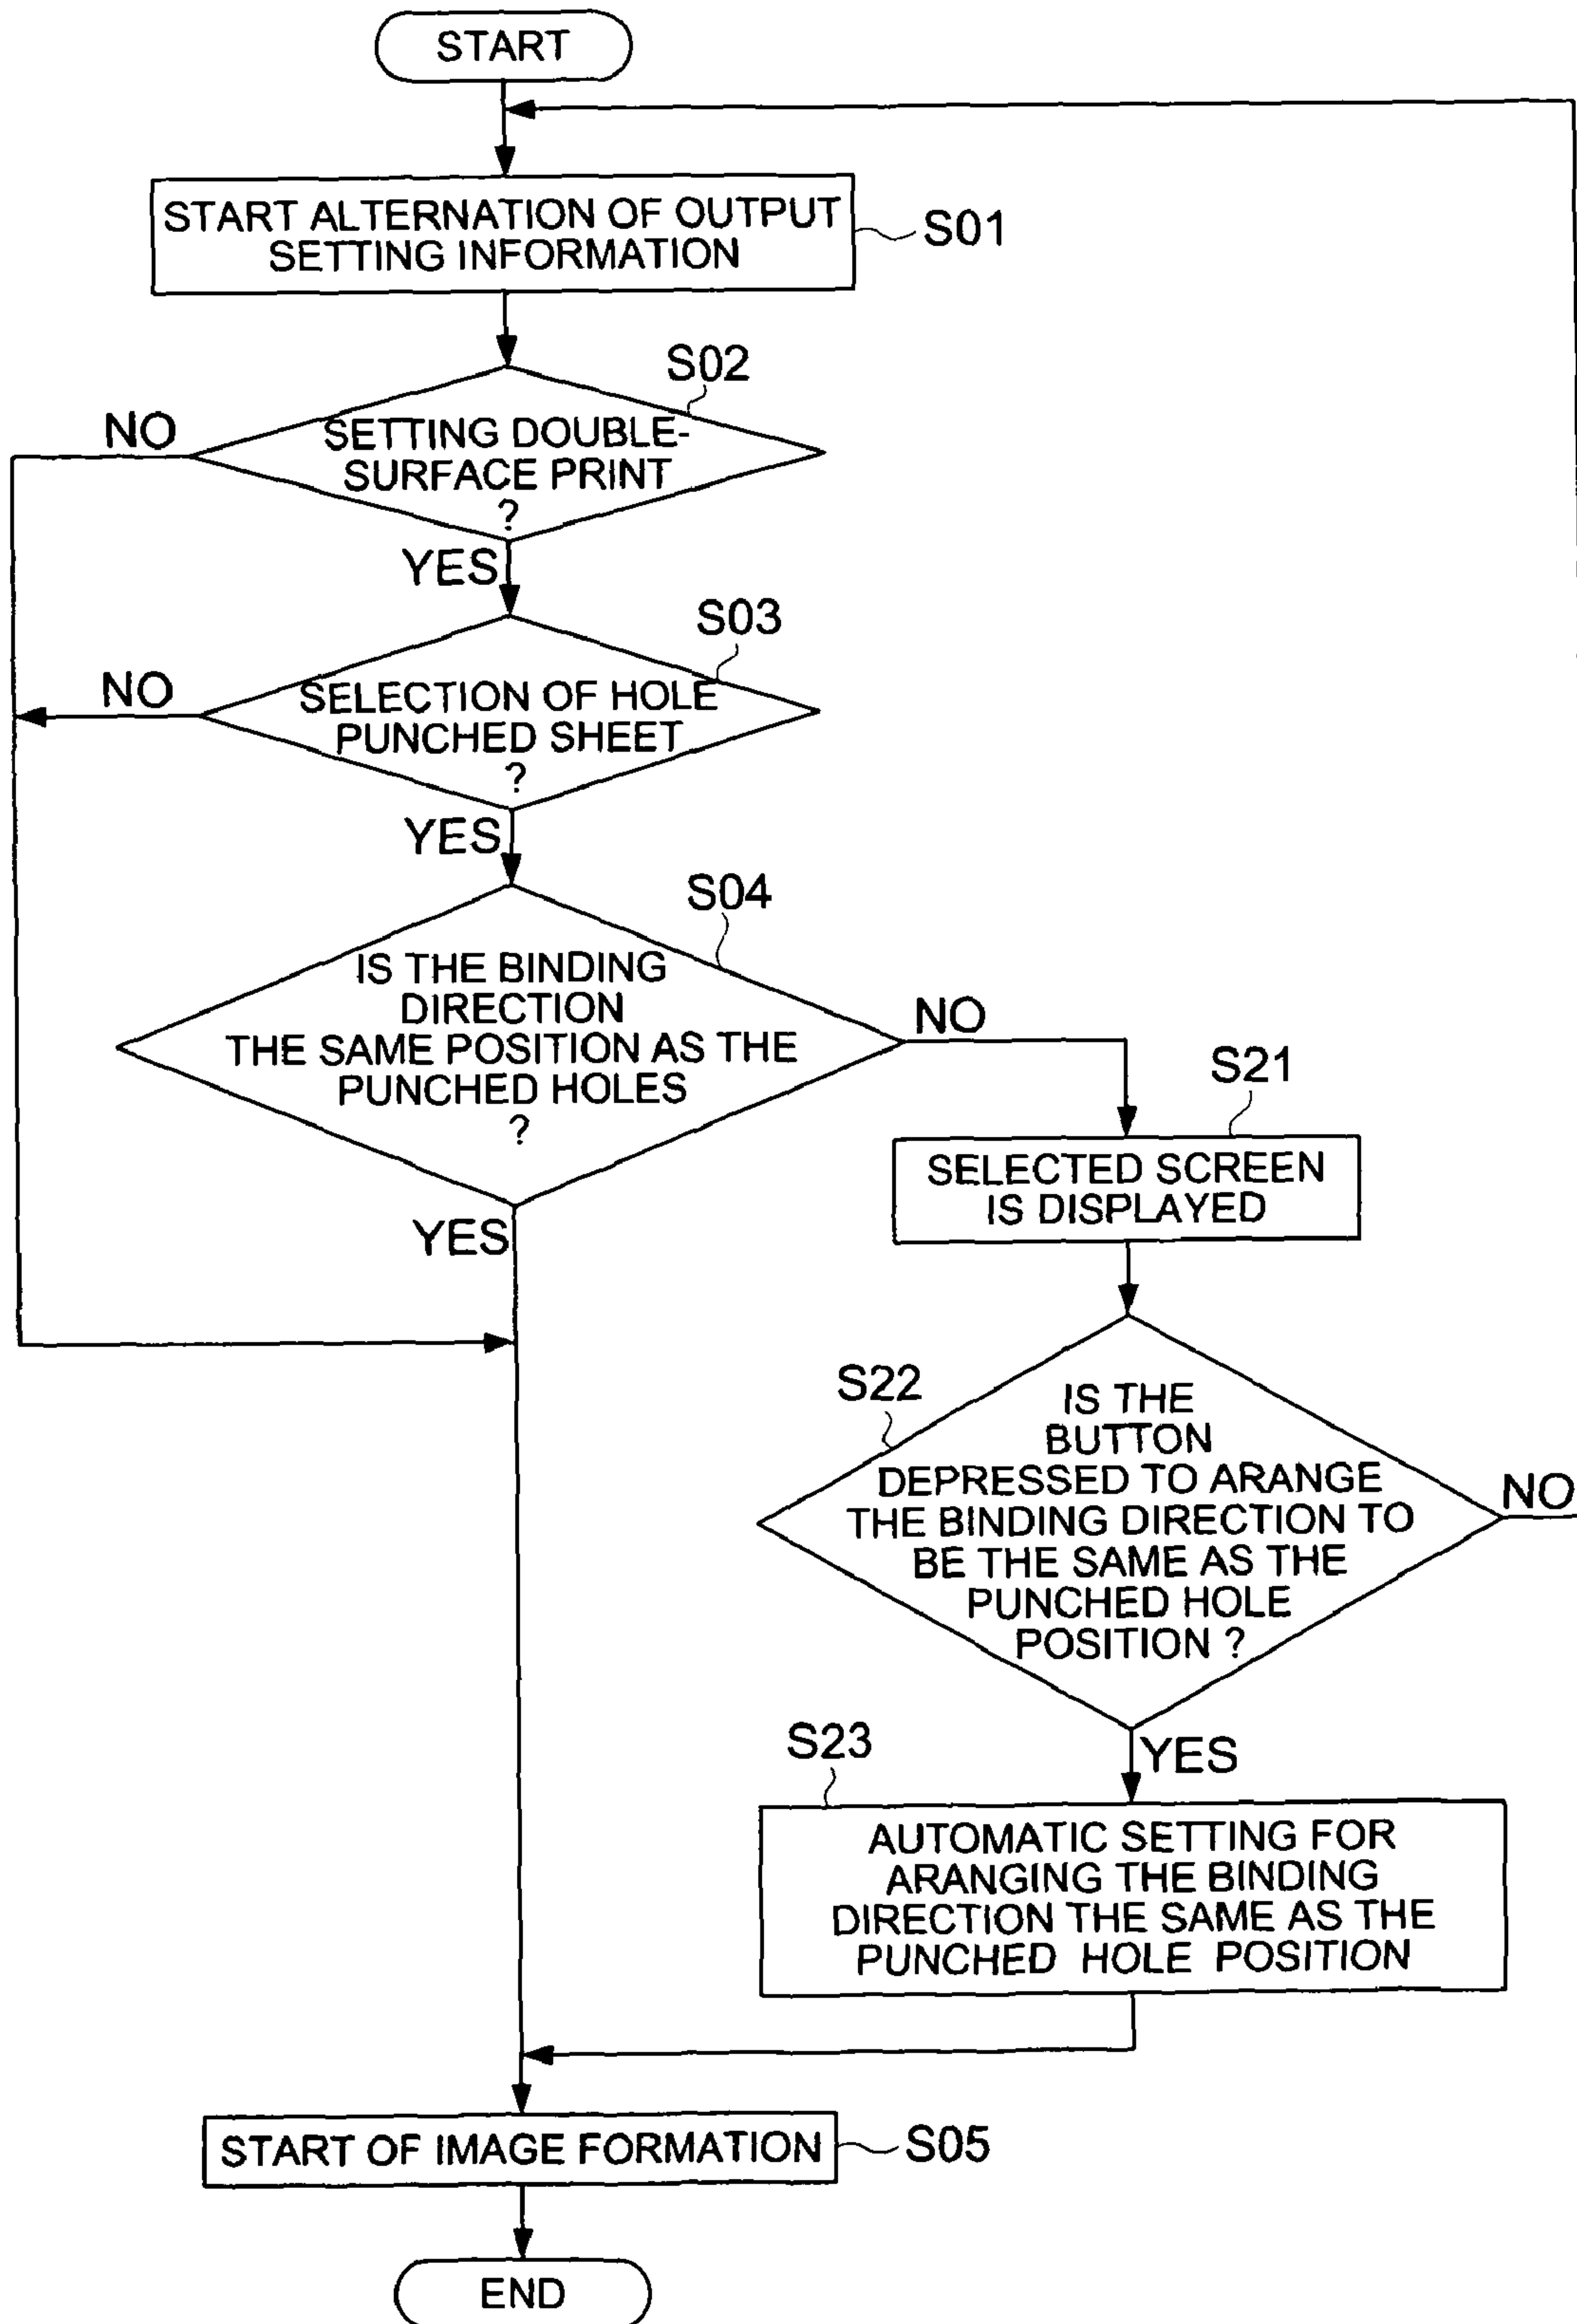 START
START ALTERNATION OF OUTPUT
SETTING INFORMATION
S01
S02
NO
SETTING DOUBLE-
SURFACE PRINT
?
YES
S03
NO
SELECTION OF HOLE
PUNCHED SHEET
?
YES
S04
IS THE BINDING
DIRECTION
THE SAME POSITION AS THE
PUNCHED HOLES
?
NO
YES
S21
SELECTED SCREEN
IS DISPLAYED
S22
IS THE
BUTTON
DEPRESSED TO ARANGE
THE BINDING DIRECTION TO
BE THE SAME AS THE
PUNCHED HOLE
POSITION ?
NO
YES
S23
AUTOMATIC SETTING FOR
ARANGING THE BINDING
DIRECTION THE SAME AS THE
PUNCHED HOLE POSITION
START OF IMAGE FORMATION
S05
END